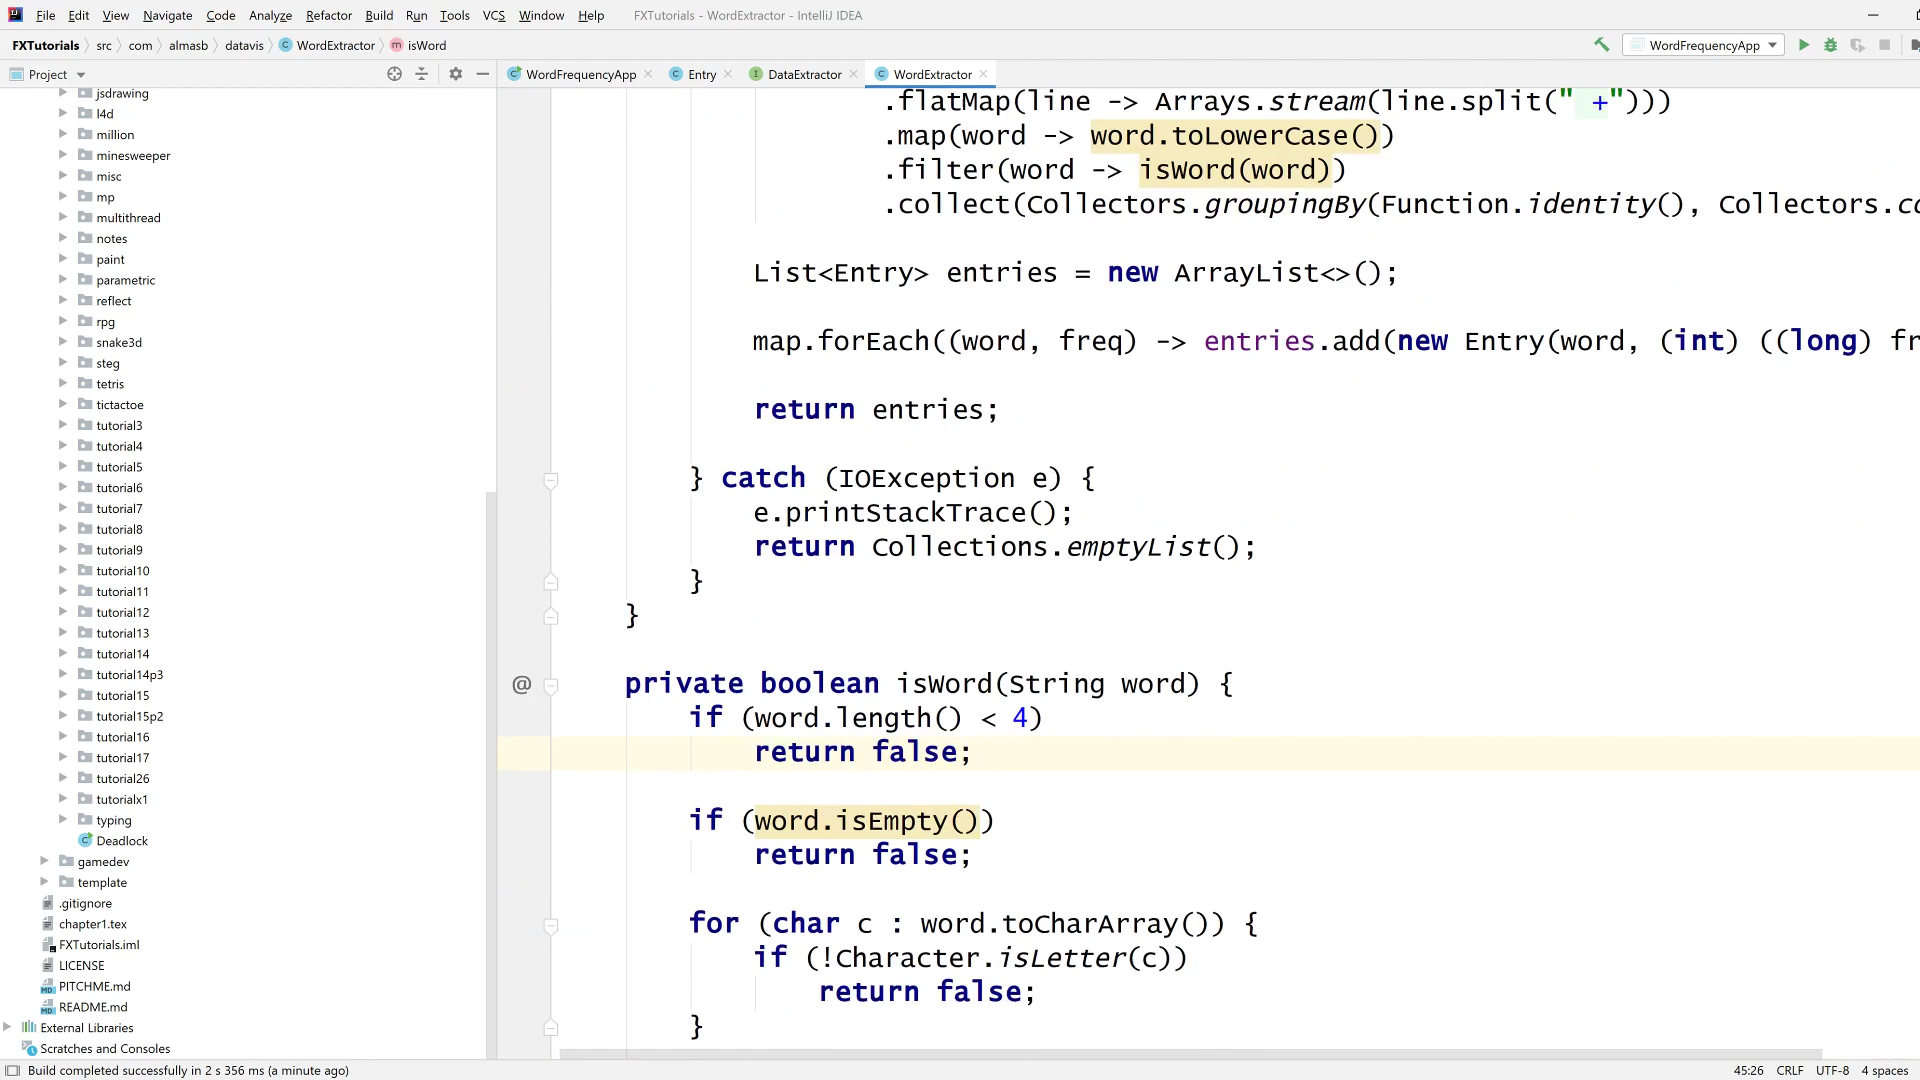 File Edit View Navigate Code Analyze Refactor Build Run Tools VCS Window Help FXTutorials - WordExtractor - IntelliJ IDEA
FXTutorials src com almasb datavis WordExtractor isWord WordFrequencyApp
Project WordFrequencyApp Entry DataExtractor WordExtractor
jsdrawing
l4d
million
minesweeper
misc
mp
multithread
notes
paint
parametric
reflect
rpg
snake3d
steg
tetris
tictactoe
tutorial3
tutorial4
tutorial5
tutorial6
tutorial7
tutorial8
tutorial9
tutorial10
tutorial11
tutorial12
tutorial13
tutorial14
tutorial14p3
tutorial15
tutorial15p2
tutorial16
tutorial17
tutorial26
tutorialx1
typing
Deadlock
gamedev
template
.gitignore
chapter1.tex
FXTutorials.iml
LICENSE
PITCHME.md
README.md
External Libraries
Scratches and Consoles
.flatMap(line -> Arrays.stream(line.split(" +")))
.map(word -> word.toLowerCase())
.filter(word -> isWord(word))
.collect(Collectors.groupingBy(Function.identity(), Collectors.co
List<Entry> entries = new ArrayList<>();
map.forEach((word, freq) -> entries.add(new Entry(word, (int) ((long) fr
return entries;
} catch (IOException e) {
e.printStackTrace();
return Collections.emptyList();
}
}
@ private boolean isWord(String word) {
if (word.length() < 4)
return false;
if (word.isEmpty())
return false;
for (char c : word.toCharArray()) {
if (!Character.isLetter(c))
return false;
}
Build completed successfully in 2 s 356 ms (a minute ago) 45:26 CRLF UTF-8 4 spaces